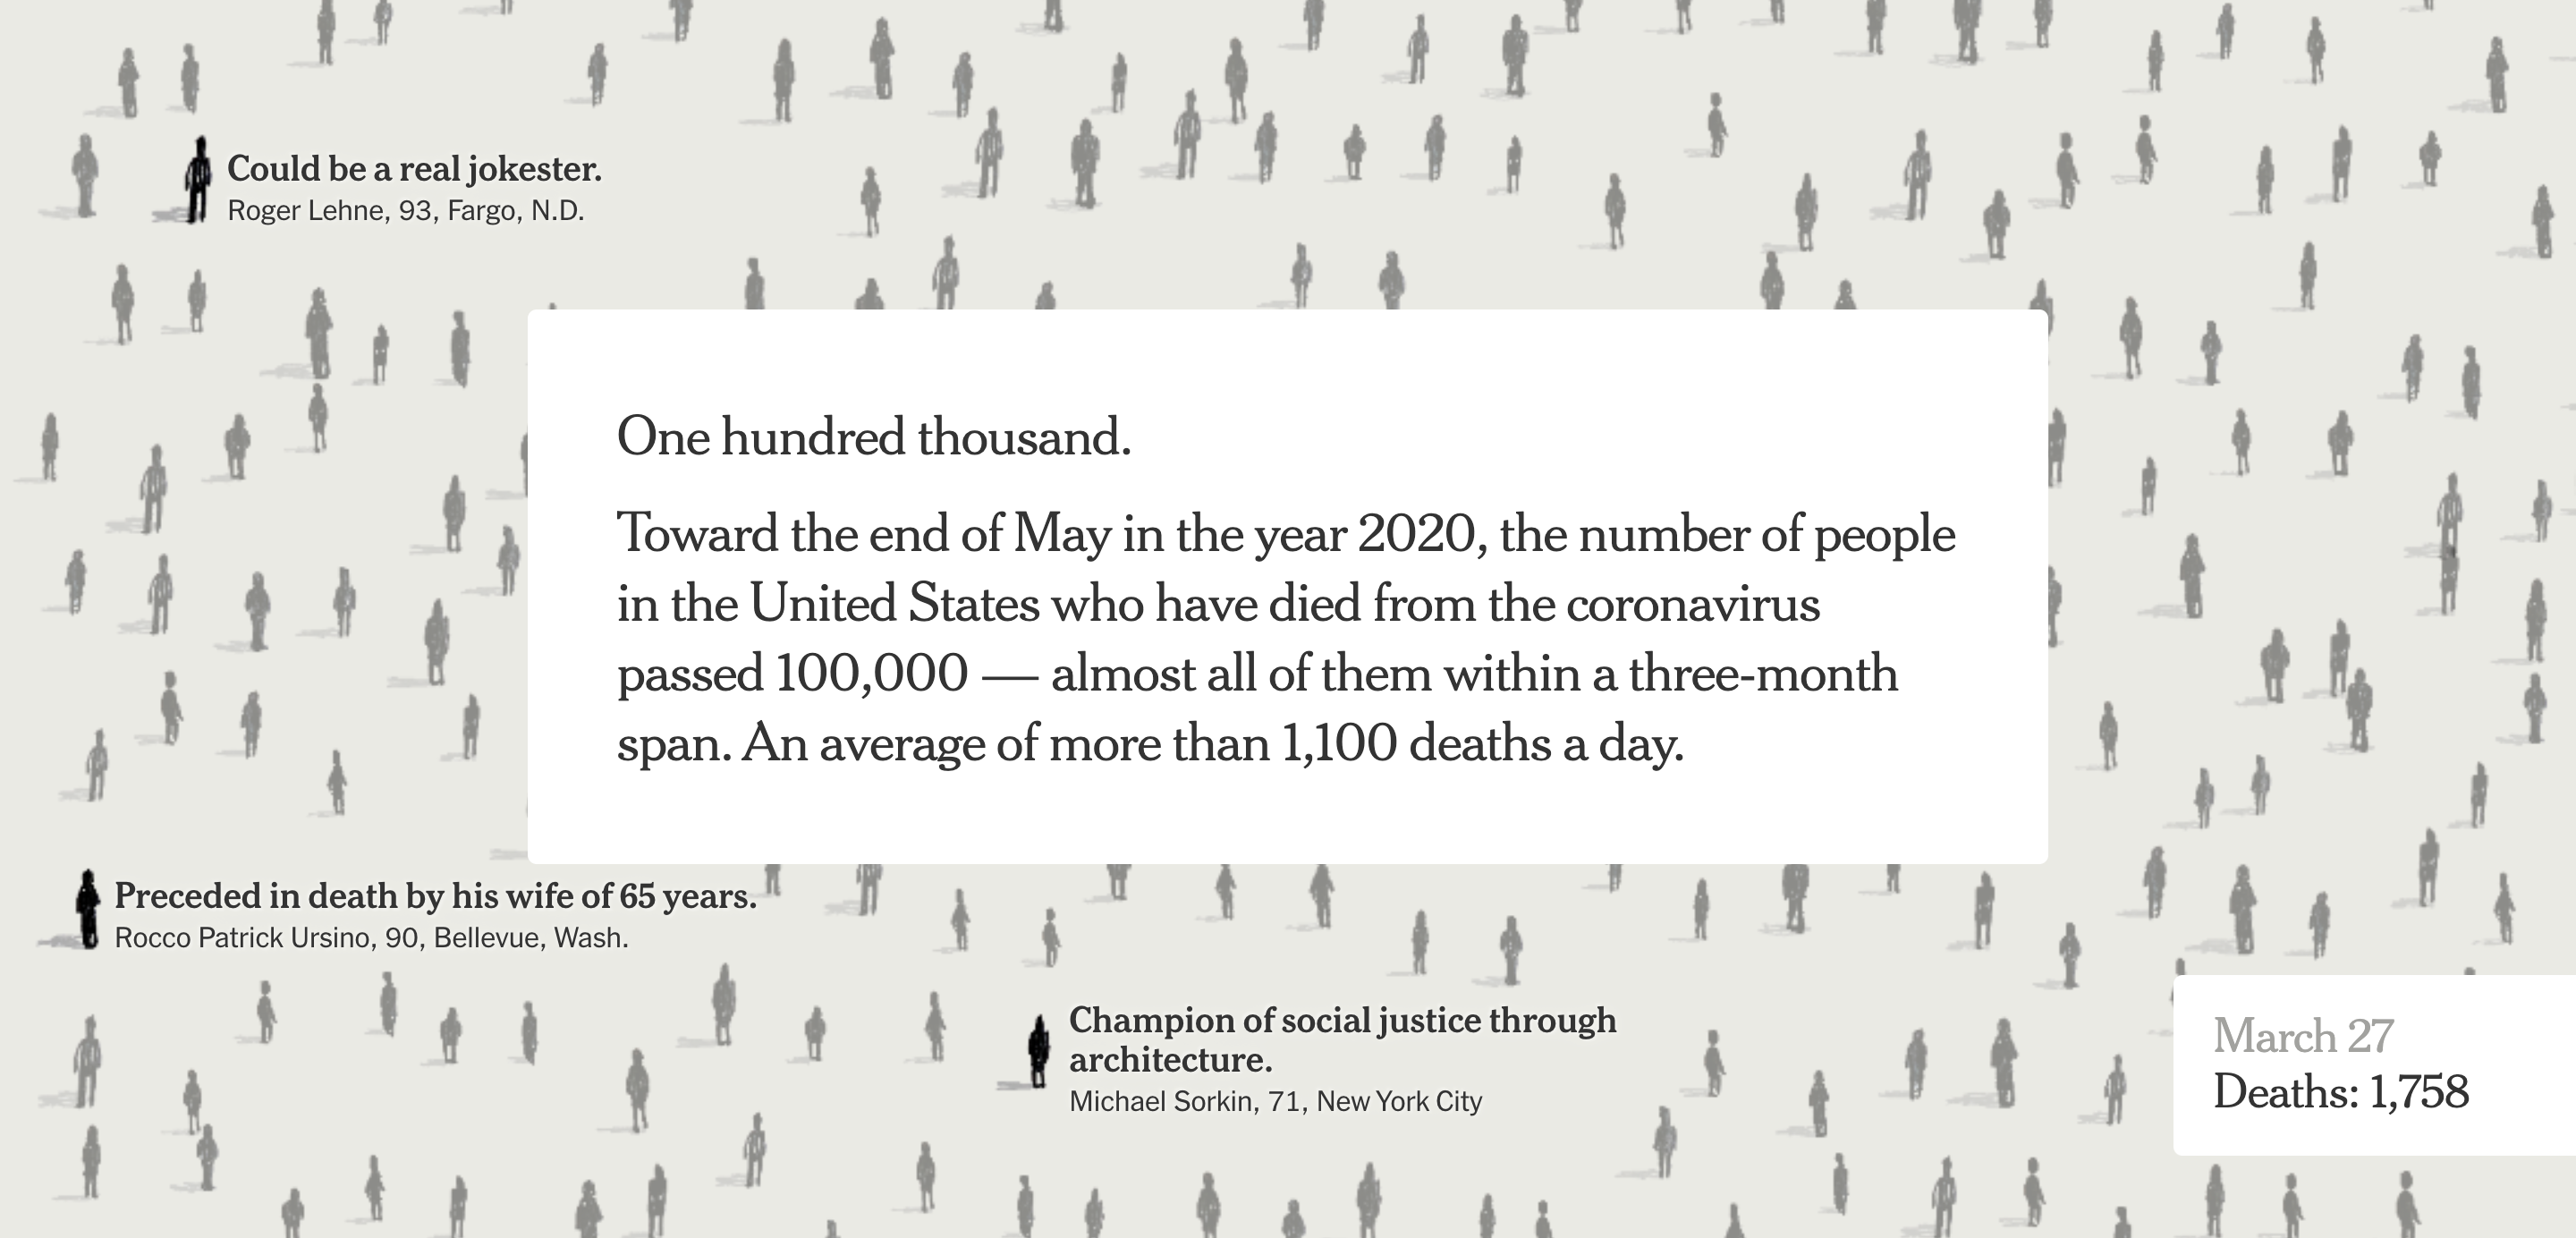 Could be a real jokester.
Roger Lehne, 93, Fargo, N.D.
One hundred thousand.
Toward the end of May in the year 2020, the number of people
in the United States who have died from the coronavirus
passed 100,000 — almost all of them within a three-month
span. An average of more than 1,100 deaths a day.
Preceded in death by his wife of 65 years.
Rocco Patrick Ursino, 90, Bellevue, Wash.
Champion of social justice through
architecture.
Michael Sorkin, 71, New York City
March 27
Deaths: 1,758